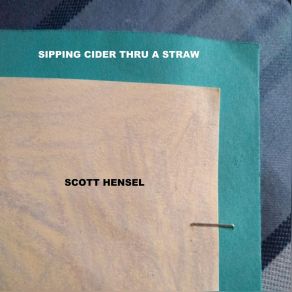 SIPPING CIDER THRU A STRAW
SCOTT HENSEL